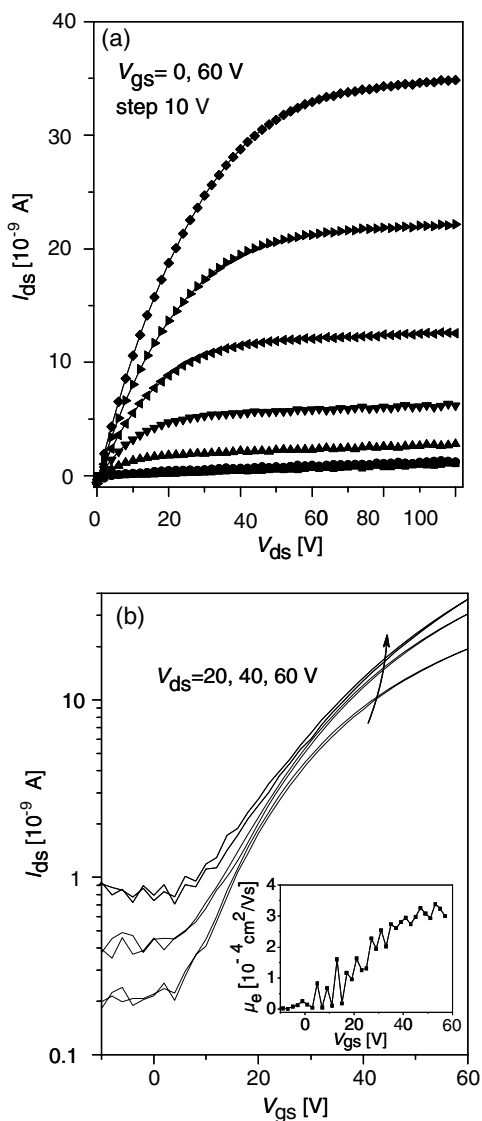 (a)
Vgs= 0, 60 V
step 10 V
40
30
20
10
0
Ids [10-9 A]
0 20 40 60 80 100
Vds [V]
(b)
Vds=20, 40, 60 V
10
1
0.1
Ids [10-9 A]
4
3
2
1
0
μe [10-4 cm2/Vs]
0 20 40 60
Vgs [V]
0 20 40 60
Vgs [V]